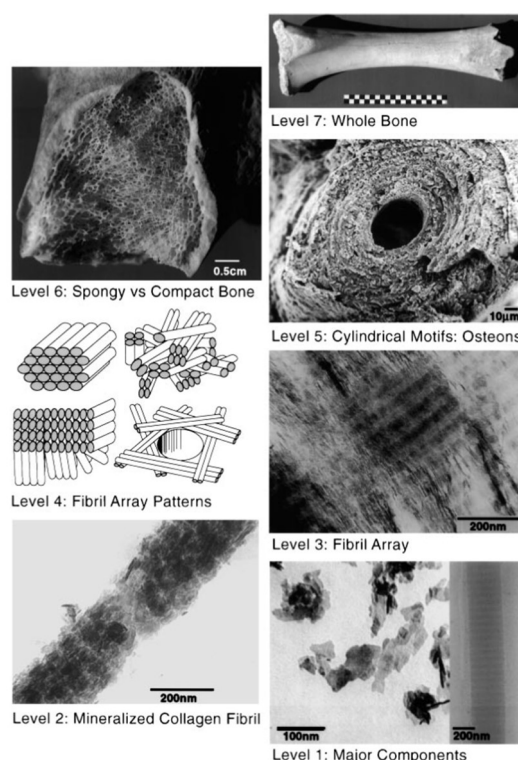 Level 7: Whole Bone
0.5cm
Level 6: Spongy vs Compact Bone
10µm
Level 5: Cylindrical Motifs: Osteons
Level 4: Fibril Array Patterns
200nm
Level 3: Fibril Array
200nm
Level 2: Mineralized Collagen Fibril
100nm
200nm
Level 1: Major Components